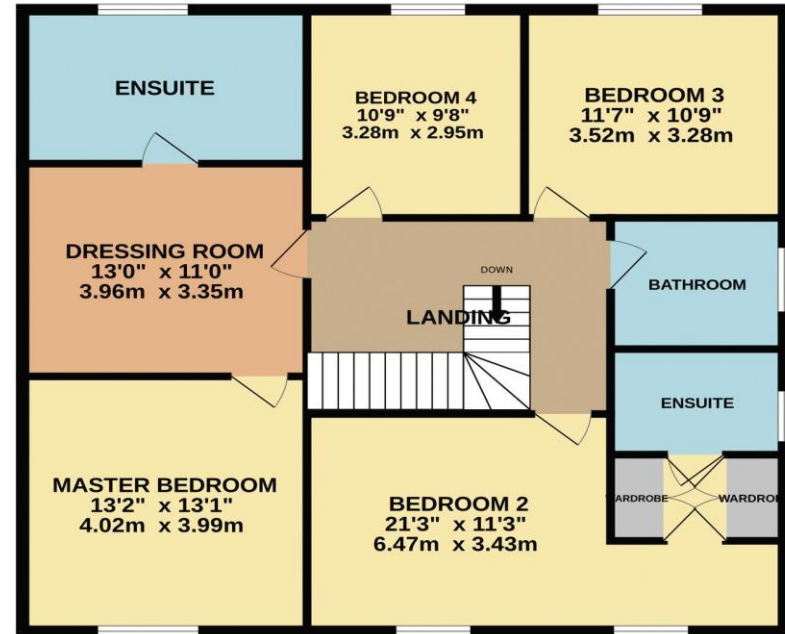 ENSUITE
BEDROOM 4
10'9" x 9'8"
3.28m x 2.95m
BEDROOM 3
11'7" x 10'9"
3.52m x 3.28m
DRESSING ROOM
13'0" x 11'0"
3.96m x 3.35m
DOWN
LANDING
BATHROOM
ENSUITE
MASTER BEDROOM
13'2" x 13'1"
4.02m x 3.99m
BEDROOM 2
21'3" x 11'3"
6.47m x 3.43m
WARDROBE
WARDROB